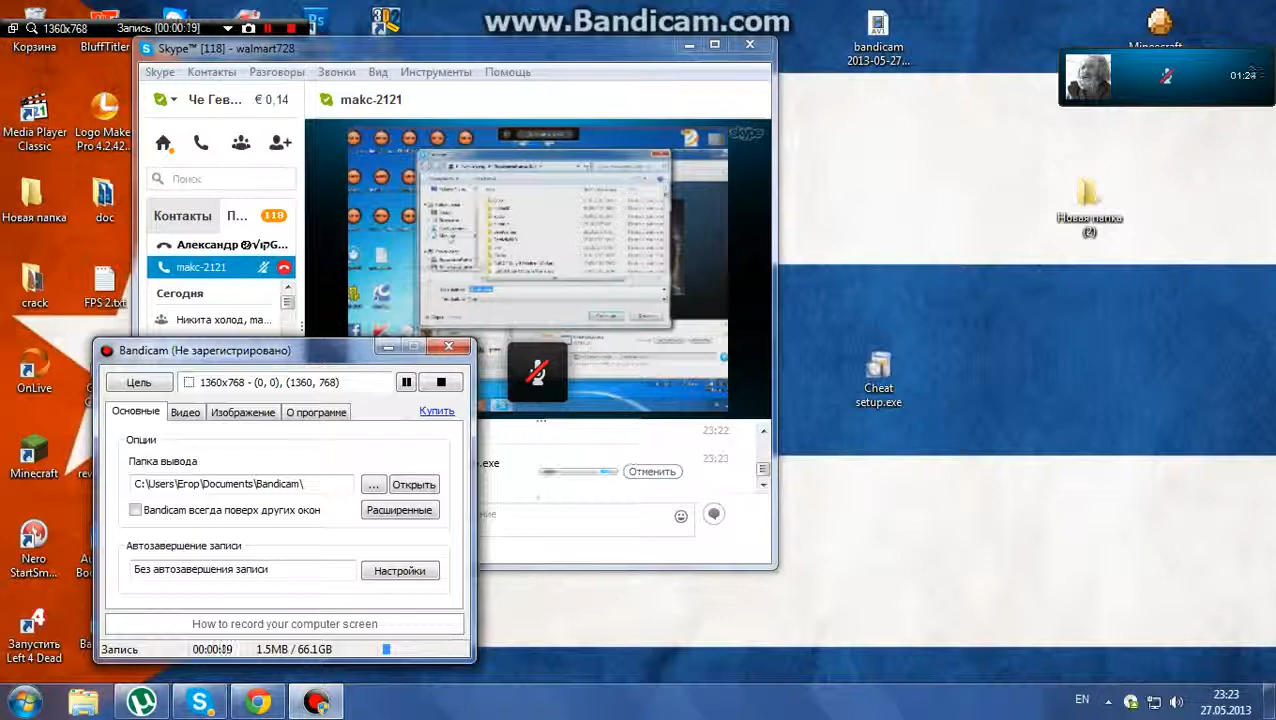 www.Bandicam.com
1360x768
Запись [00:00:19]
Корзина
BluffTitler
bandicam
2013-05-27...
Minecraft
01:24
Skype™ [118] - walmart728
Skype
Контакты
Разговоры
Звонки
Вид
Инструменты
Помощь
Че Гев...
€ 0,14
makc-2121
skype
Поиск
Контакты
П...
118
Александр
makc-2121
Сегодня
Никита холод, ma...
Media Player
Classic
Logo Make
Pro 4.2.42...
Новая папка
doc
crack
FPS 2.txt
OnLive
Minecraft
Nero
StartSm...
Запустить
Left 4 Dead
Новая папка
(2)
Cheat
setup.exe
23:22
.exe
Отменить
23:23
ние
Bandicam (Не зарегистрировано)
Цель
1360x768 - (0, 0), (1360, 768)
Основные
Видео
Изображение
О программе
Купить
Опции
Папка вывода
C:\Users\Егор\Documents\Bandicam\
...
Открыть
Bandicam всегда поверх других окон
Расширенные
Автозавершение записи
Без автозавершения записи
Настройки
How to record your computer screen
Запись
00:00:19
1.5MB / 66.1GB
EN
23:23
27.05.2013